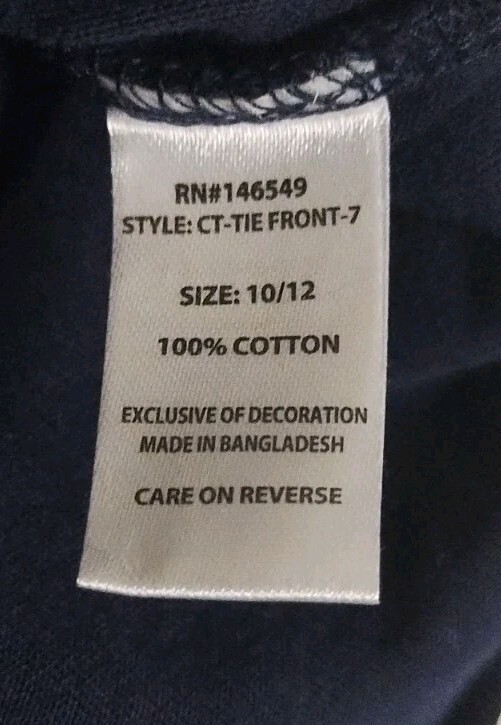 RN#146549
STYLE: CT-TIE FRONT-7
SIZE: 10/12
100% COTTON
EXCLUSIVE OF DECORATION
MADE IN BANGLADESH
CARE ON REVERSE